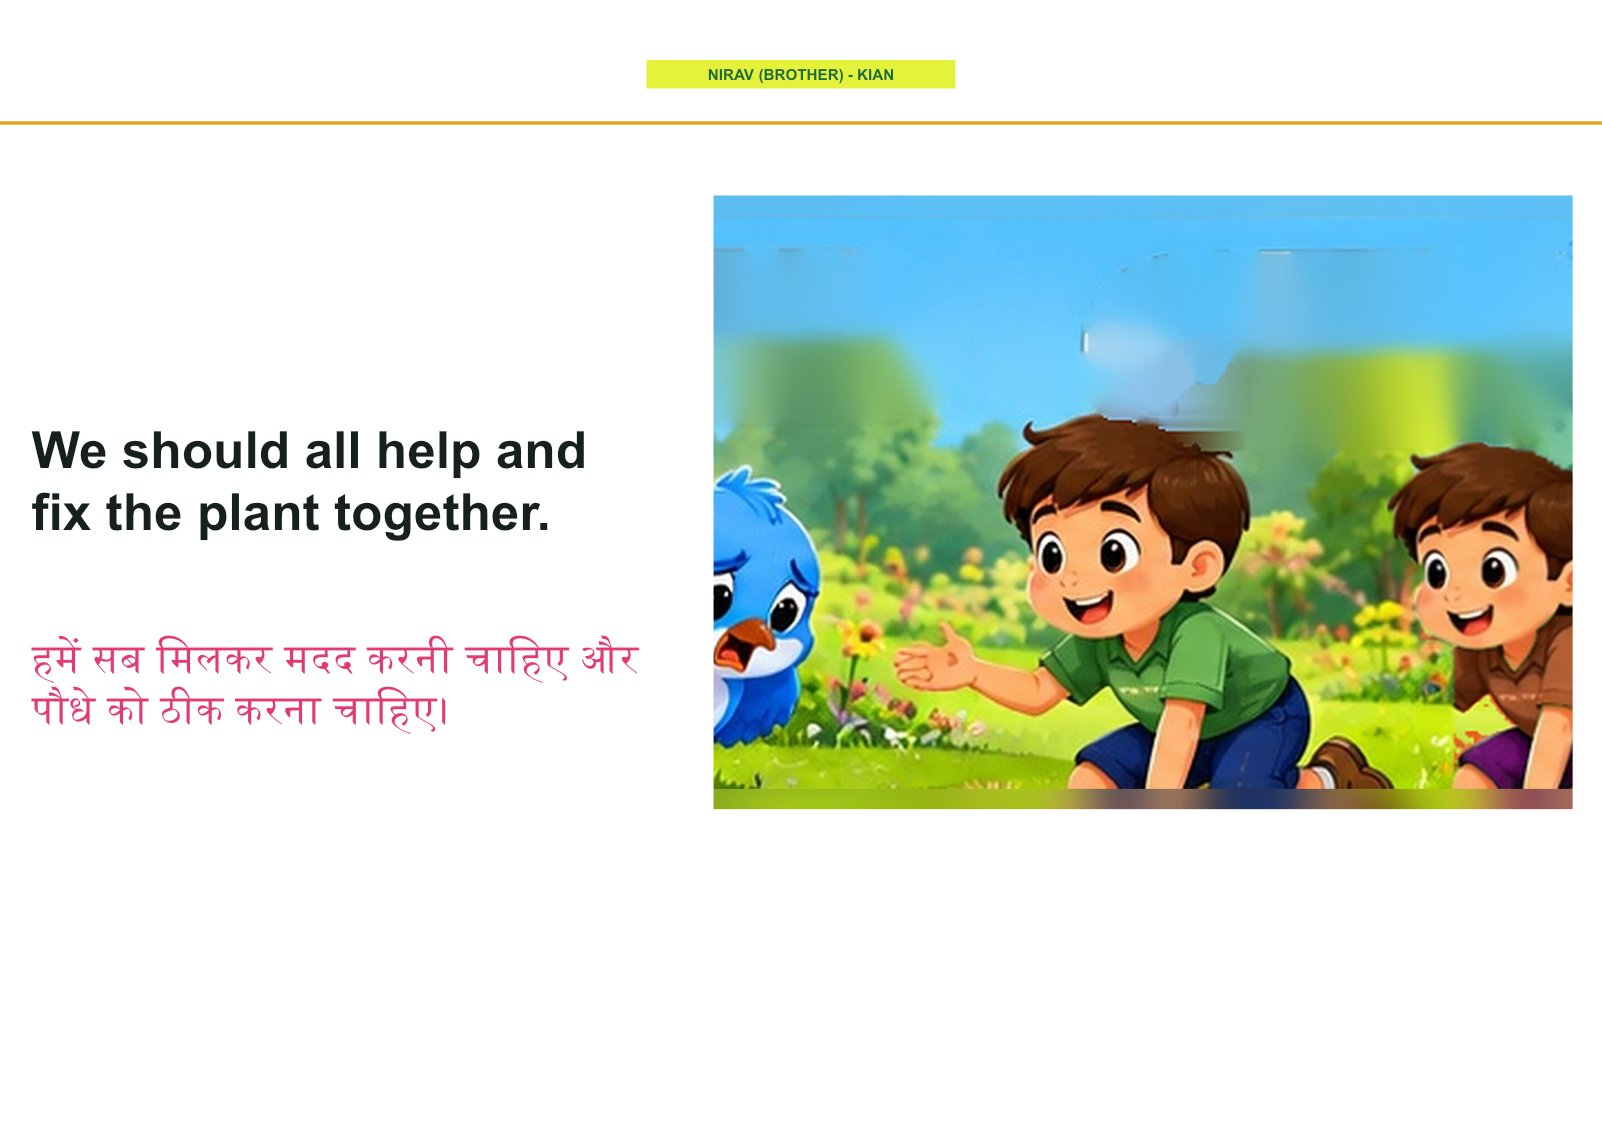 NIRAV (BROTHER) - KIAN
We should all help and
fix the plant together.
हमें सब मिलकर मदद करनी चाहिए और
पौधे को ठीक करना चाहिए।